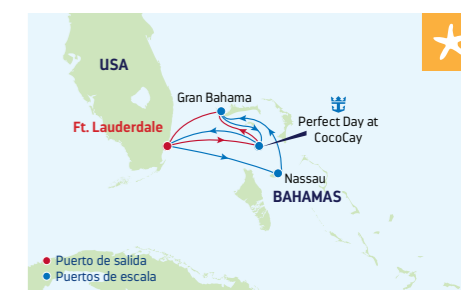 USA
Gran Bahama
Perfect Day at
CocoCay
Ft. Lauderdale
Nassau
BAHAMAS
Puerto de salida
Puertos de escala